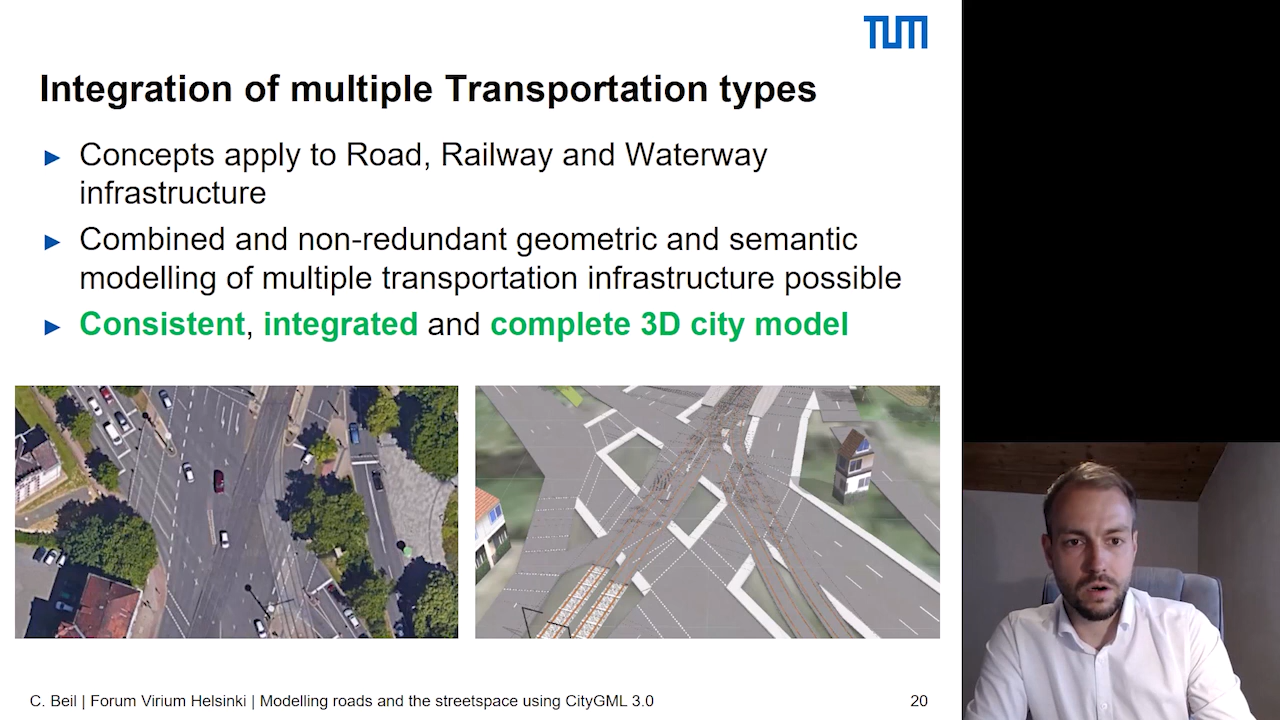 TUM
Integration of multiple Transportation types
► Concepts apply to Road, Railway and Waterway
infrastructure
► Combined and non-redundant geometric and semantic
modelling of multiple transportation infrastructure possible
► Consistent, integrated and complete 3D city model
C. Beil | Forum Virium Helsinki | Modelling roads and the streetspace using CityGML 3.0
20